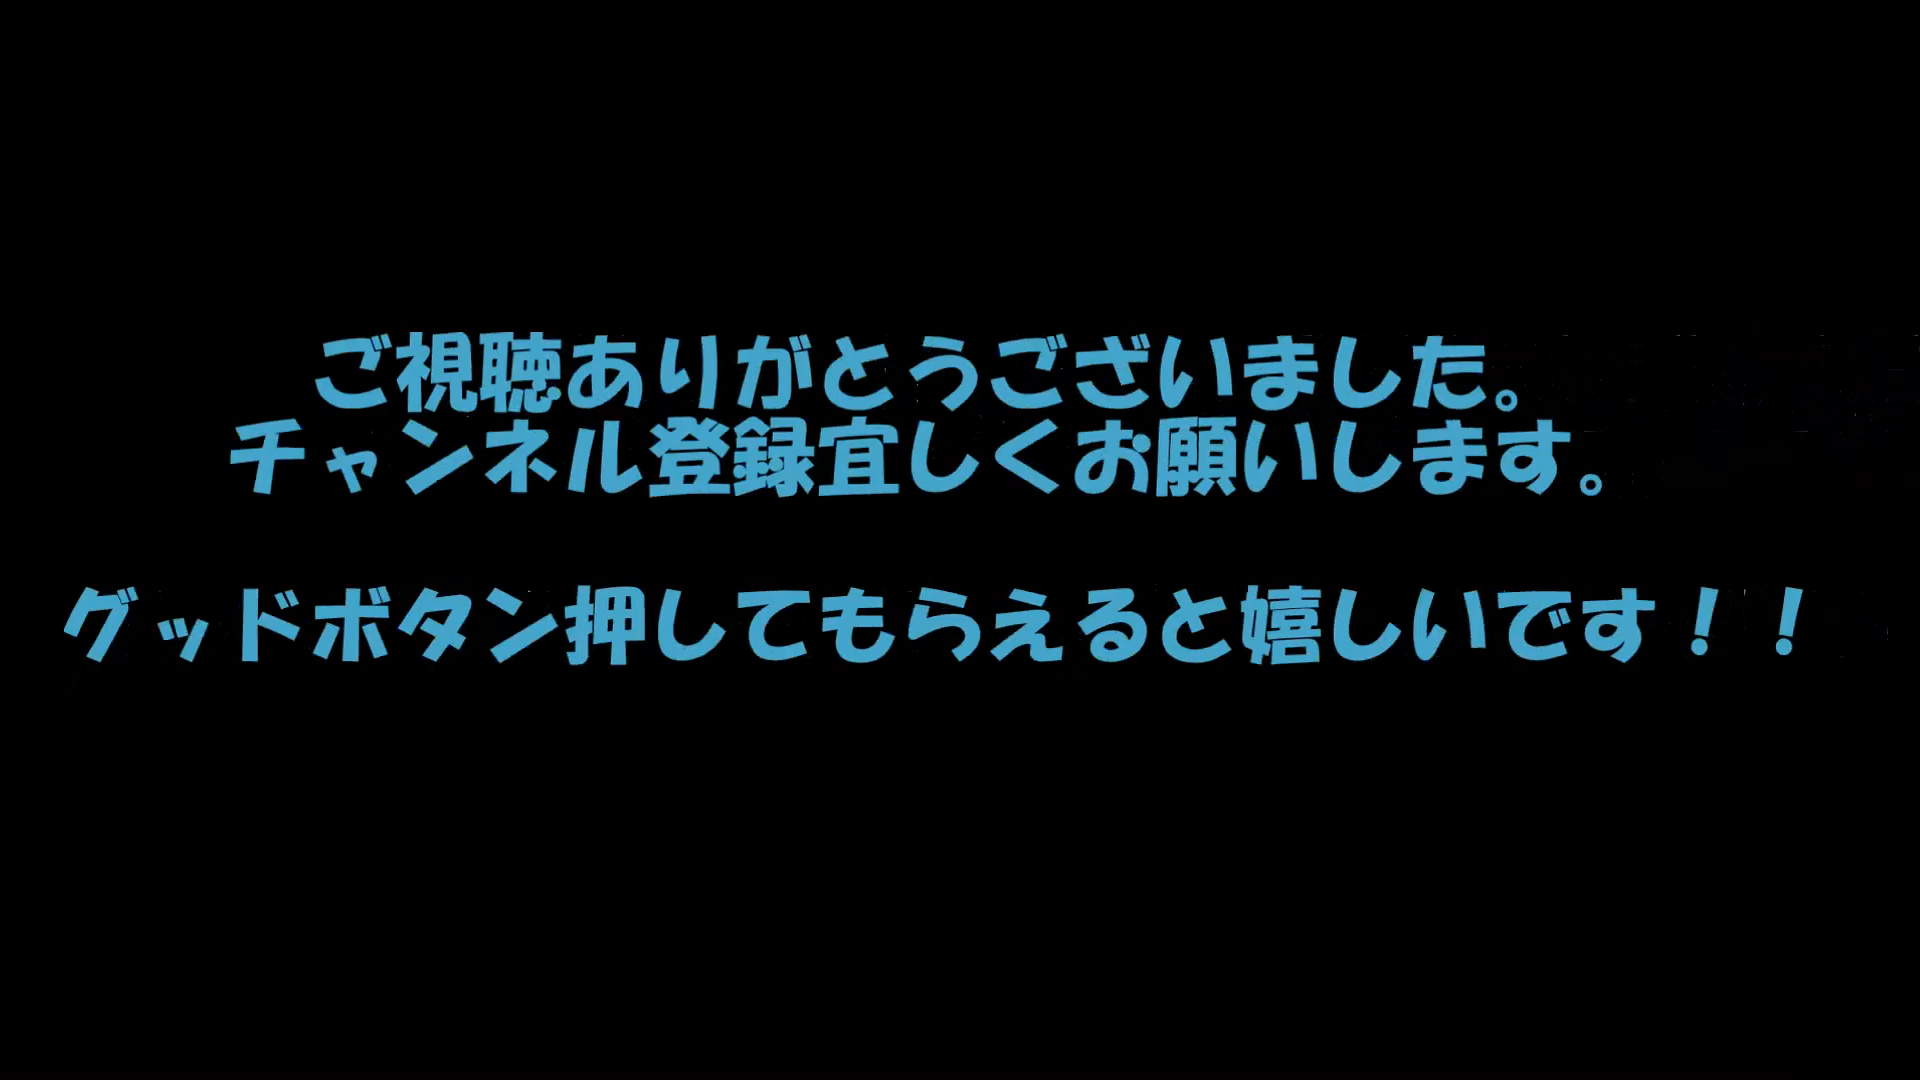 ご視聴ありがとうございました。
チャンネル登録宜しくお願いします。
グッドボタン押してもらえると嬉しいです！！